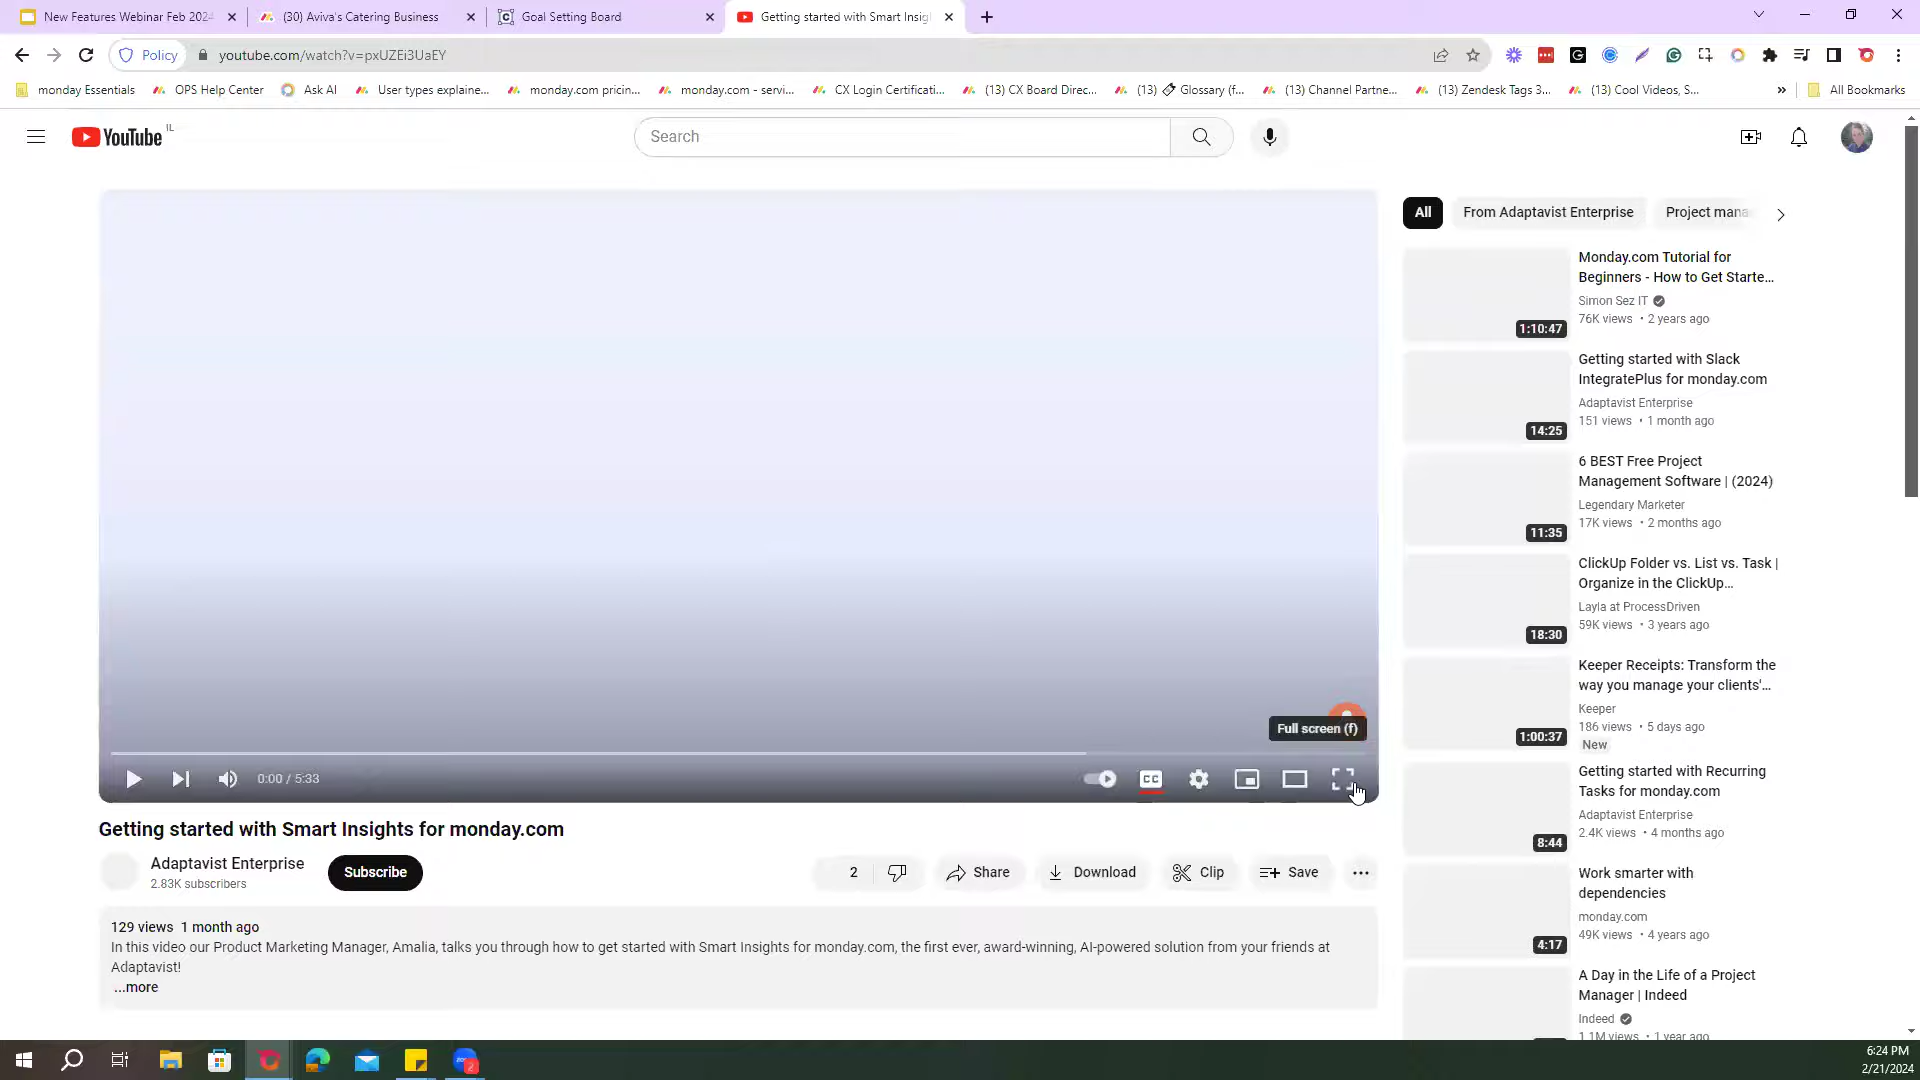 New Features Webinar Feb 2024
(30) Aviva's Catering Business
Goal Setting Board
Getting started with Smart Insig
Policy
youtube.com/watch?v=pxUZEi3UaEY
monday Essentials
OPS Help Center
Ask AI
User types explaine...
monday.com pricin...
monday.com - servi...
CX Login Certificati...
(13) CX Board Direc...
(13) Glossary (f...
(13) Channel Partne...
(13) Zendesk Tags 3...
(13) Cool Videos, S...
»
All Bookmarks
YouTube IL
Search
All
From Adaptavist Enterprise
Project mana
Monday.com Tutorial for
Beginners - How to Get Starte...
Simon Sez IT
76K views • 2 years ago
1:10:47
Getting started with Slack
IntegratePlus for monday.com
Adaptavist Enterprise
151 views • 1 month ago
14:25
6 BEST Free Project
Management Software | (2024)
Legendary Marketer
17K views • 2 months ago
11:35
ClickUp Folder vs. List vs. Task |
Organize in the ClickUp...
Layla at ProcessDriven
59K views • 3 years ago
18:30
Keeper Receipts: Transform the
way you manage your clients'...
Keeper
186 views • 5 days ago
1:00:37
New
Getting started with Recurring
Tasks for monday.com
Adaptavist Enterprise
2.4K views • 4 months ago
8:44
Work smarter with
dependencies
monday.com
49K views • 4 years ago
4:17
A Day in the Life of a Project
Manager | Indeed
Indeed
1.1M views • 1 year ago
Full screen (f)
0:00 / 5:33
CC
Getting started with Smart Insights for monday.com
Adaptavist Enterprise
2.83K subscribers
Subscribe
2
Share
Download
Clip
Save
129 views 1 month ago
In this video our Product Marketing Manager, Amalia, talks you through how to get started with Smart Insights for monday.com, the first ever, award-winning, AI-powered solution from your friends at
Adaptavist!
...more
2
6:24 PM
2/21/2024